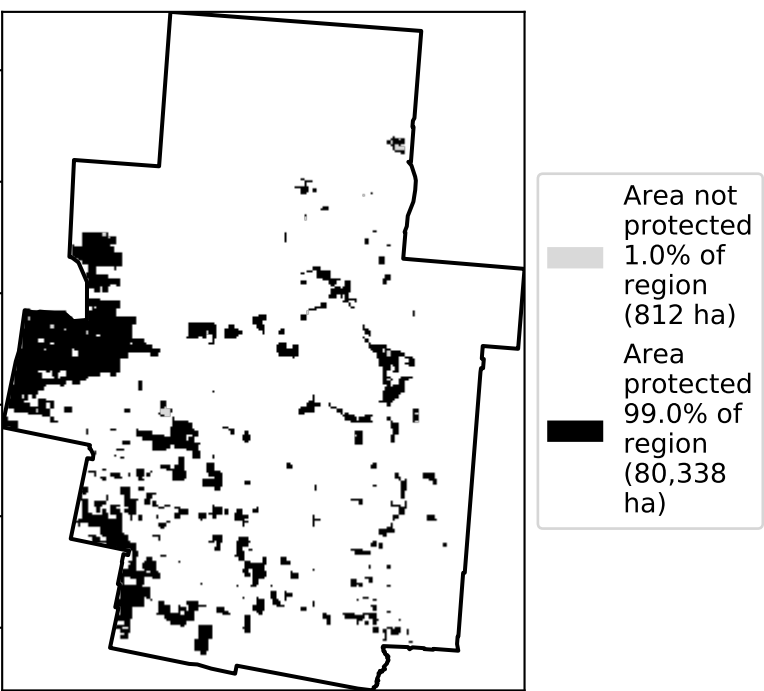 Area not
protected
1.0% of
region
(812 ha)
Area
protected
99.0% of
region
(80,338
ha)